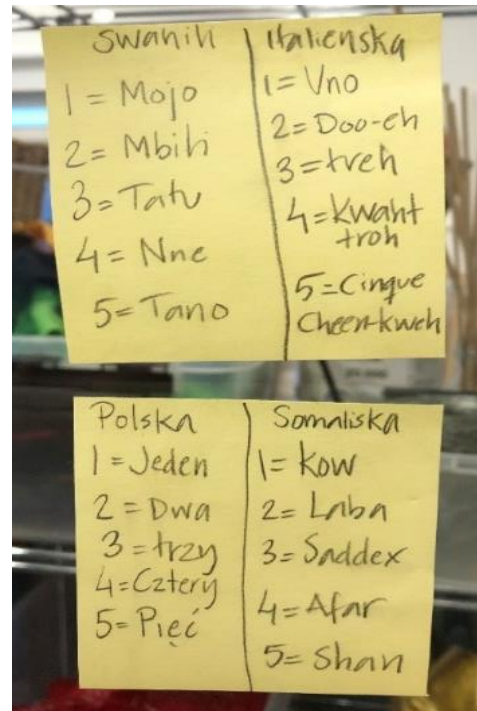 Swahili
1 = Mojo
2 = Mbili
3 = Tatu
4 = Nne
5 = Tano
Italienska
1 = Uno
2 = Doo-eh
3 = treh
4 = Kwaht
troh
5 = Cinque
Cheen-kweh
Polska
1 = Jeden
2 = Dwa
3 = trzy
4 = Cztery
5 = Pięć
Somaliska
1 = Kow
2 = Laba
3 = Saddex
4 = Afar
5 = Shan